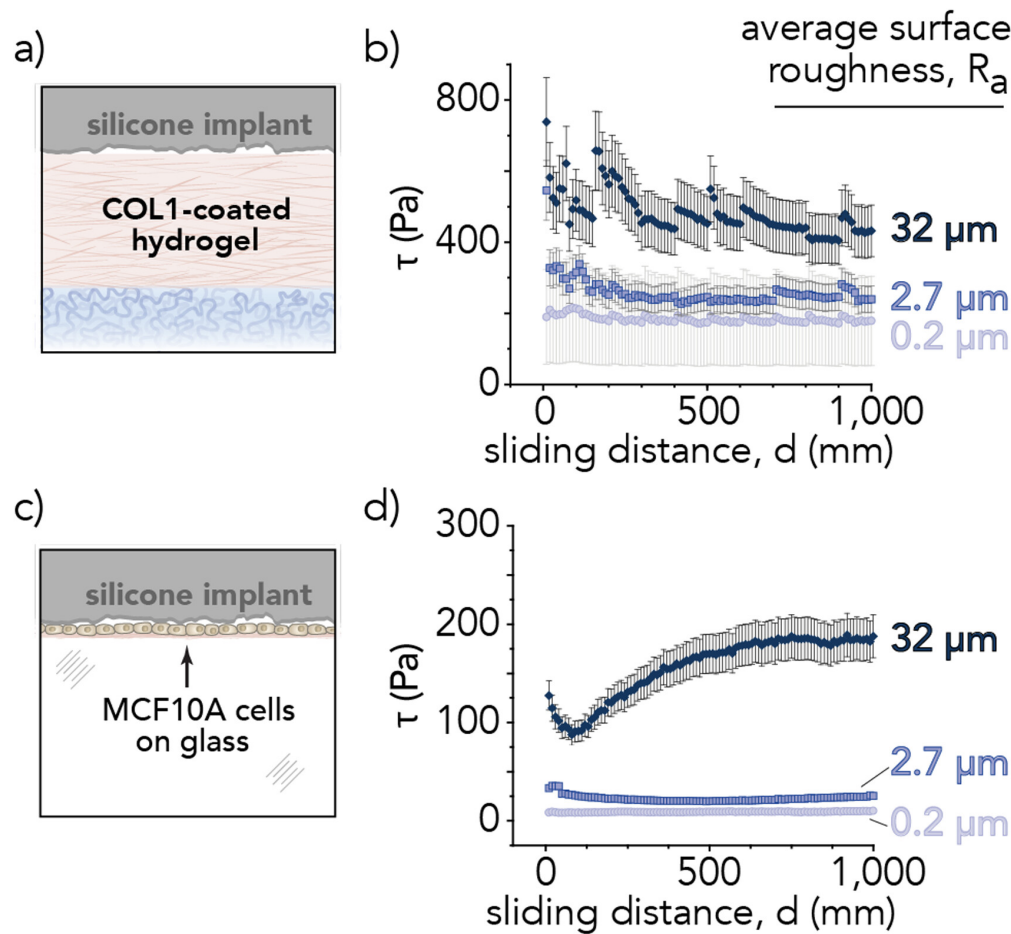 a)
silicone implant
COL1-coated
hydrogel
b)
average surface
roughness, Ra
800
400
0
τ (Pa)
0
500
1,000
sliding distance, d (mm)
32 μm
2.7 μm
0.2 μm
c)
silicone implant
MCF10A cells
on glass
d)
300
200
100
0
τ (Pa)
0
500
1,000
sliding distance, d (mm)
32 μm
2.7 μm
0.2 μm